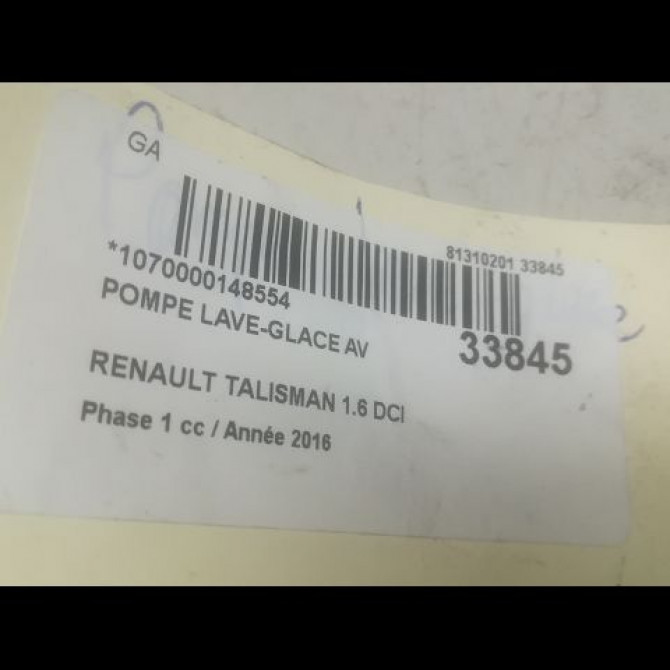 GA
81310201 33845
*1070000148554
33845
POMPE LAVE-GLACE AV
RENAULT TALISMAN 1.6 DCI
Phase 1 cc / Année 2016